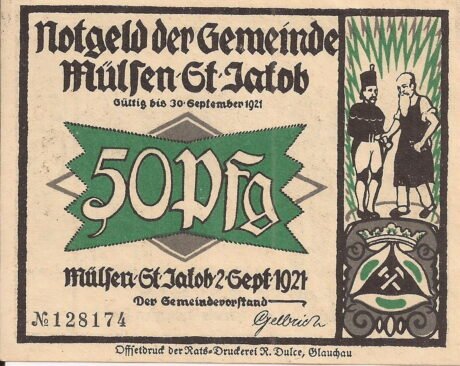 Notgeld der Gemeinde
Mülsen·St·Jakob
Gültig bis 30·September 1921
50 Pfg
Mülsen·St·Jakob·2·Sept·1921
Der Gemeindevorstand
Gelbrich
№ 128174
Offsetdruck der Rats-Druckerei R. Dulce, Glauchau